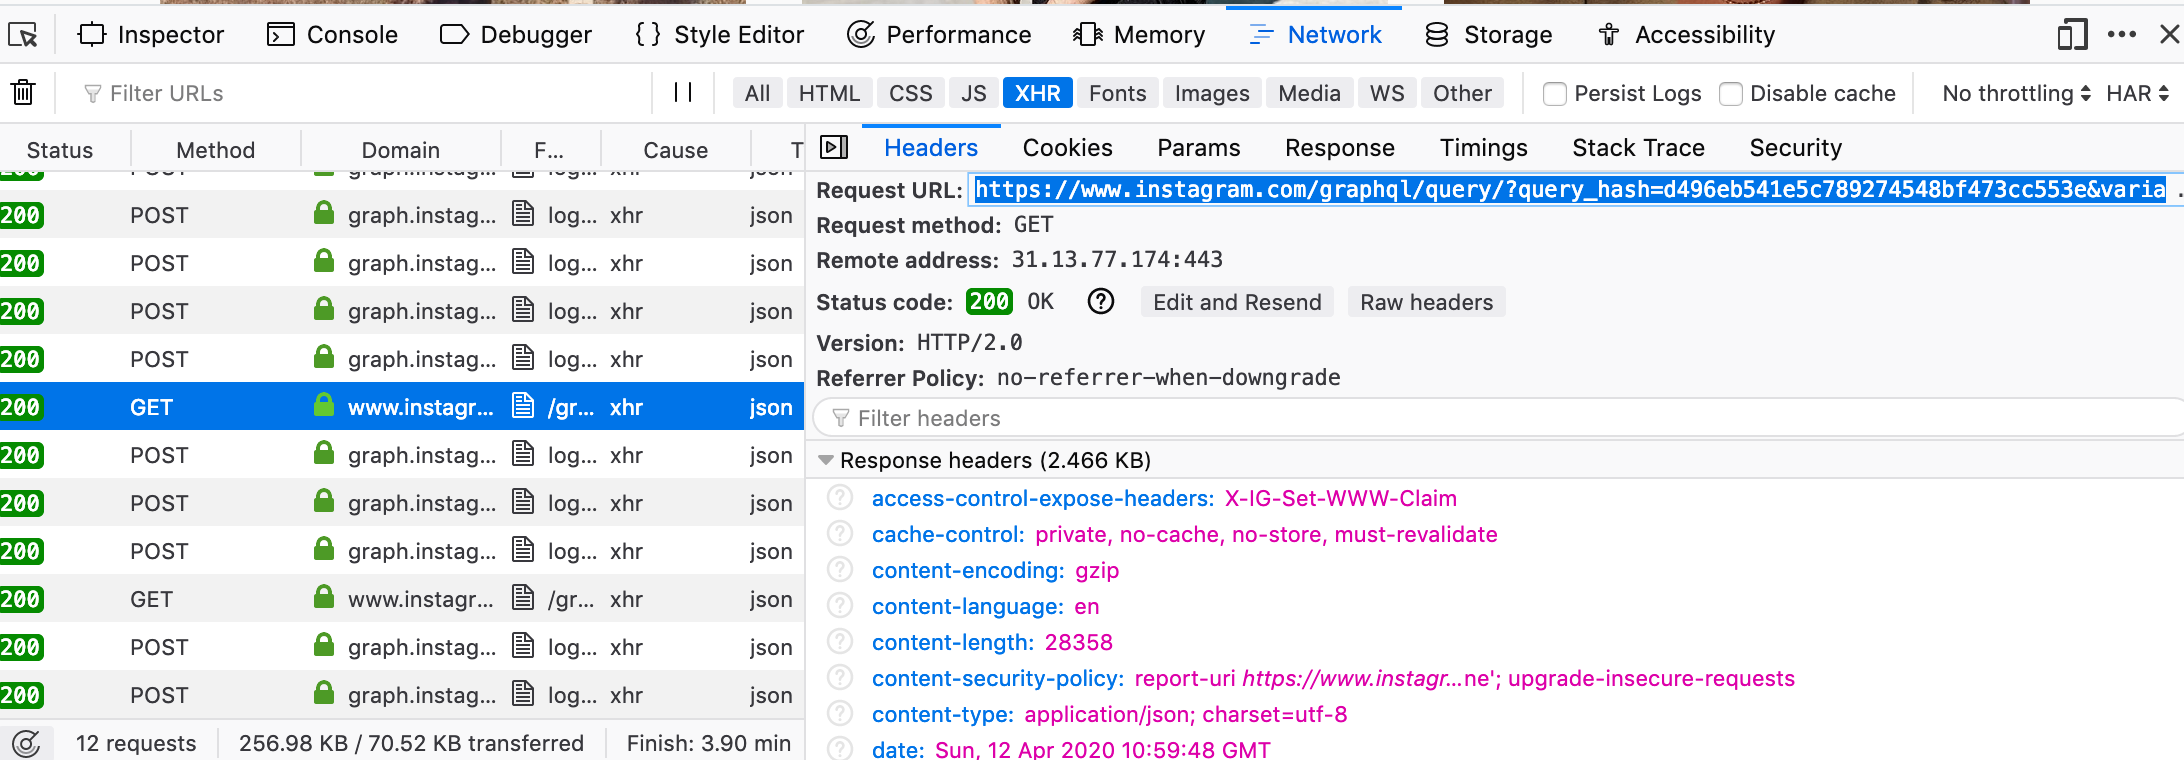 Inspector Console Debugger { } Style Editor Performance Memory Network Storage Accessibility
Filter URLs All HTML CSS JS XHR Fonts Images Media WS Other Persist Logs Disable cache No throttling HAR
Status Method Domain F... Cause T
Headers Cookies Params Response Timings Stack Trace Security
200 POST graph.instag... log... xhr json
200 POST graph.instag... log... xhr json
200 POST graph.instag... log... xhr json
200 POST graph.instag... log... xhr json
200 GET www.instagr... /gr... xhr json
200 POST graph.instag... log... xhr json
200 POST graph.instag... log... xhr json
200 POST graph.instag... log... xhr json
200 GET www.instagr... /gr... xhr json
200 POST graph.instag... log... xhr json
200 POST graph.instag... log... xhr json
12 requests 256.98 KB / 70.52 KB transferred Finish: 3.90 min
Request URL: https://www.instagram.com/graphql/query/?query_hash=d496eb541e5c789274548bf473cc553e&varia
Request method: GET
Remote address: 31.13.77.174:443
Status code: 200 OK ? Edit and Resend Raw headers
Version: HTTP/2.0
Referrer Policy: no-referrer-when-downgrade
Filter headers
Response headers (2.466 KB)
? access-control-expose-headers: X-IG-Set-WWW-Claim
? cache-control: private, no-cache, no-store, must-revalidate
? content-encoding: gzip
? content-language: en
? content-length: 28358
? content-security-policy: report-uri https://www.instagr...ne'; upgrade-insecure-requests
? content-type: application/json; charset=utf-8
? date: Sun, 12 Apr 2020 10:59:48 GMT